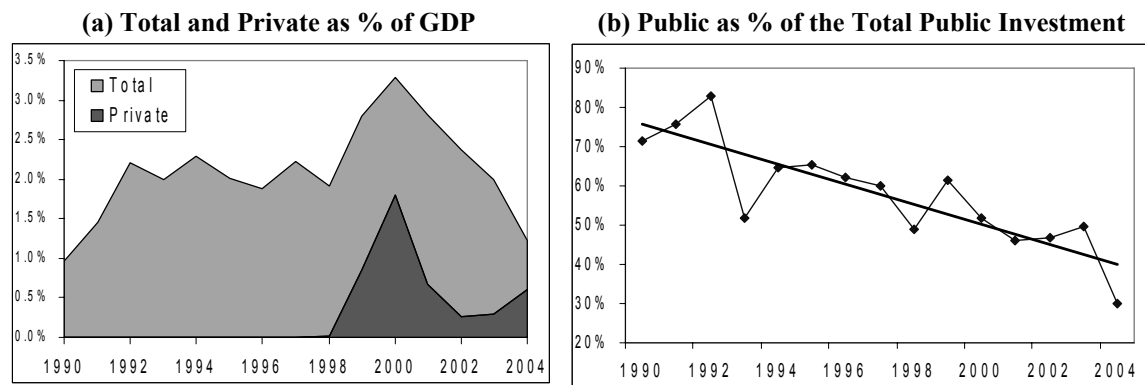 (a) Total and Private as % of GDP
3.5%
3.0%
2.5%
2.0%
1.5%
1.0%
0.5%
0.0%
Total
Private
1990 1992 1994 1996 1998 2000 2002 2004
(b) Public as % of the Total Public Investment
90%
80%
70%
60%
50%
40%
30%
20%
1990 1992 1994 1996 1998 2000 2002 2004